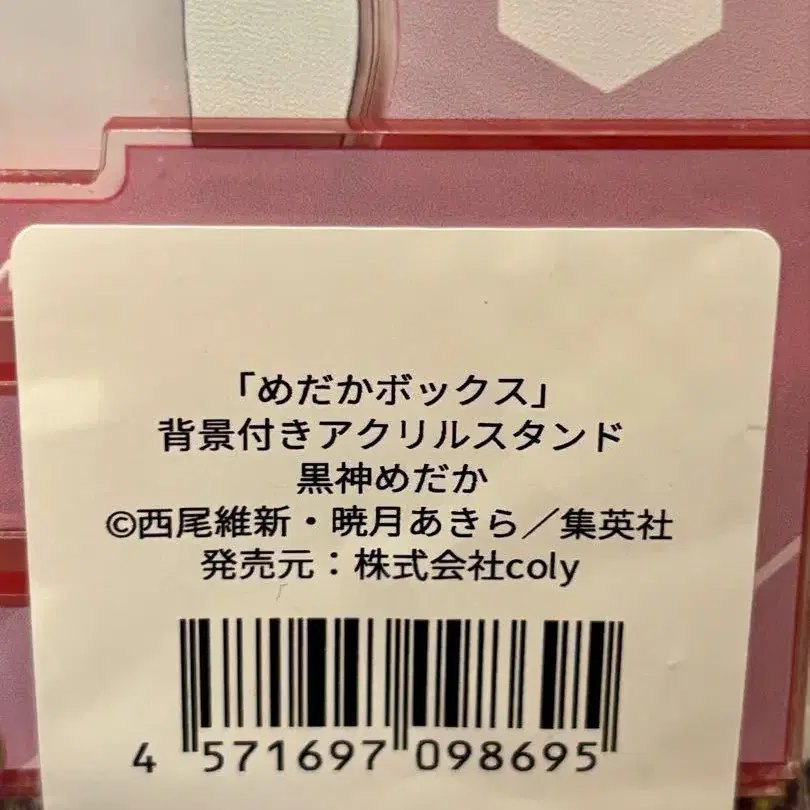 「めだかボックス」
背景付きアクリルスタンド
黒神めだか
©西尾維新・暁月あきら／集英社
発売元：株式会社coly
4 571697 098695